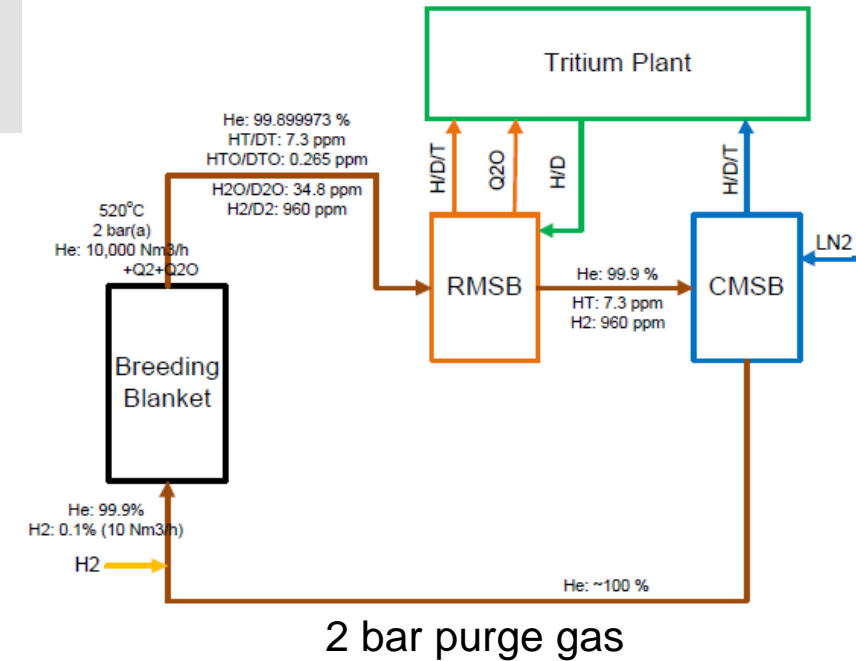 Tritium Plant
He: 99.899973 %
HT/DT: 7.3 ppm
HTO/DTO: 0.265 ppm
H2O/D2O: 34.8 ppm
H2/D2: 960 ppm
520°C
2 bar(a)
He: 10,000 Nm3/h
+Q2+Q2O
H/D/T
Q2O
H/D
H/D/T
LN2
RMSB
He: 99.9 %
HT: 7.3 ppm
H2: 960 ppm
CMSB
Breeding
Blanket
He: 99.9%
H2: 0.1% (10 Nm3/h)
H2
He: ~100 %
2 bar purge gas